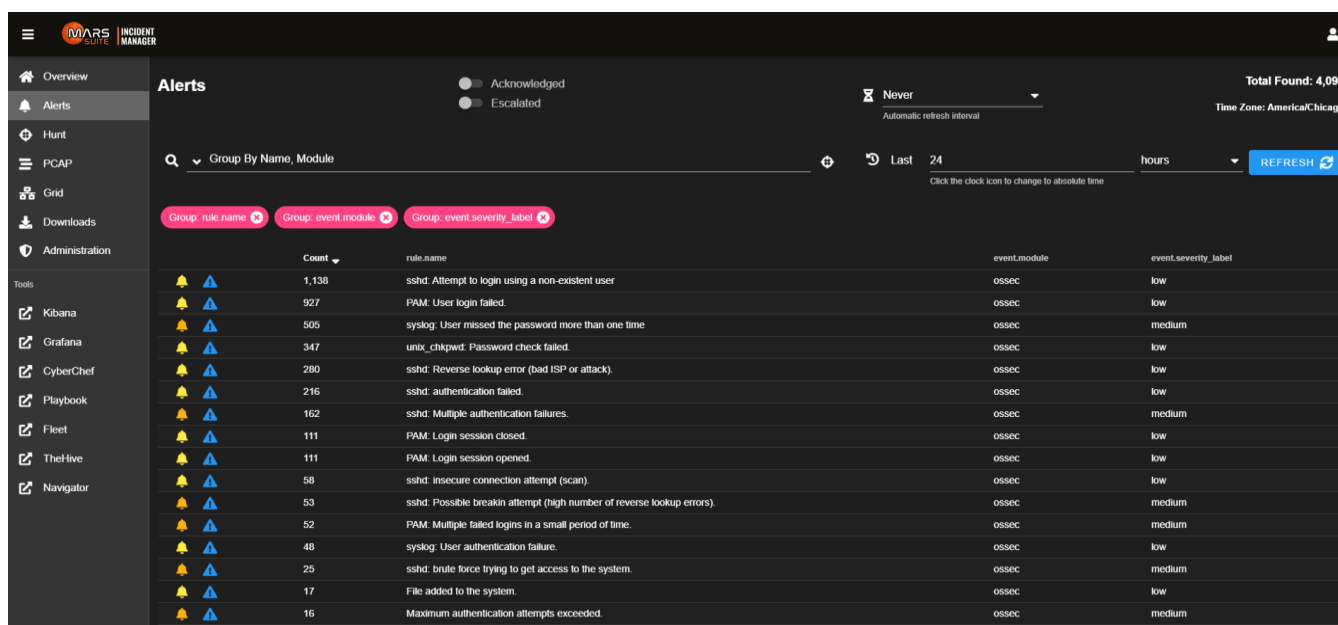 MARS SUITE INCIDENT MANAGER
Overview
Alerts
Hunt
PCAP
Grid
Downloads
Administration
Tools
Kibana
Grafana
CyberChef
Playbook
Fleet
TheHive
Navigator
Alerts
Acknowledged
Escalated
Never
Automatic refresh interval
Total Found: 4,09
Time Zone: America/Chicag
Group By Name, Module
Last 24 hours REFRESH
Click the clock icon to change to absolute time
Group: rule.name Group: event.module Group: event.severity_label
Count rule.name event.module event.severity_label
1,138 sshd: Attempt to login using a non-existent user ossec low
927 PAM: User login failed. ossec low
505 syslog: User missed the password more than one time ossec medium
347 unix_chkpwd: Password check failed. ossec low
280 sshd: Reverse lookup error (bad ISP or attack). ossec low
216 sshd: authentication failed. ossec low
162 sshd: Multiple authentication failures. ossec medium
111 PAM: Login session closed. ossec low
111 PAM: Login session opened. ossec low
58 sshd: insecure connection attempt (scan). ossec low
53 sshd: Possible breakin attempt (high number of reverse lookup errors). ossec medium
52 PAM: Multiple failed logins in a small period of time. ossec medium
48 syslog: User authentication failure. ossec low
25 sshd: brute force trying to get access to the system. ossec medium
17 File added to the system. ossec low
16 Maximum authentication attempts exceeded. ossec medium